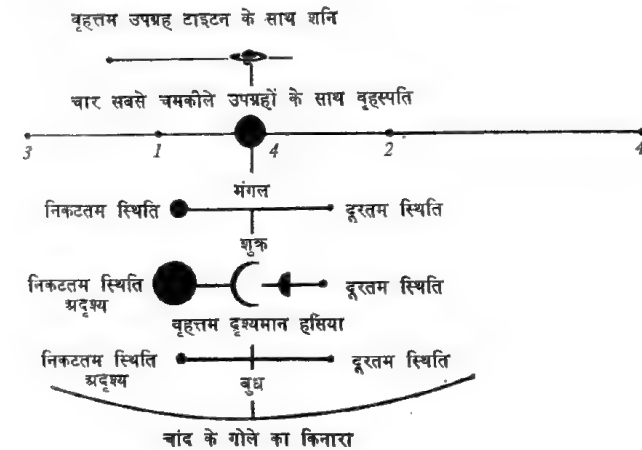 वृहत्तम उपग्रह टाइटन के साथ शनि
चार सबसे चमकीले उपग्रहों के साथ वृहस्पति
3 1 4 2 4
मंगल
निकटतम स्थिति दूरतम स्थिति
शुक्र
निकटतम स्थिति दूरतम स्थिति
अदृश्य
वृहत्तम दृश्यमान हसिया
निकटतम स्थिति दूरतम स्थिति
अदृश्य बुध
चांद के गोले का किनारा